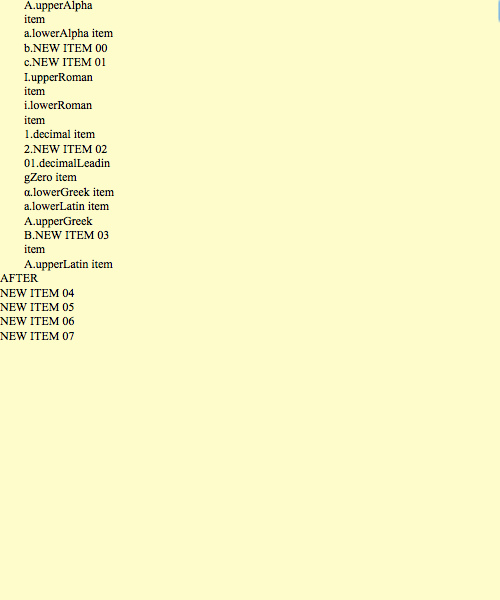 A.upperAlpha
item
a.lowerAlpha item
b.NEW ITEM 00
c.NEW ITEM 01
I.upperRoman
item
i.lowerRoman
item
1.decimal item
2.NEW ITEM 02
01.decimalLeadin
gZero item
α.lowerGreek item
a.lowerLatin item
A.upperGreek
B.NEW ITEM 03
item
A.upperLatin item
AFTER
NEW ITEM 04
NEW ITEM 05
NEW ITEM 06
NEW ITEM 07